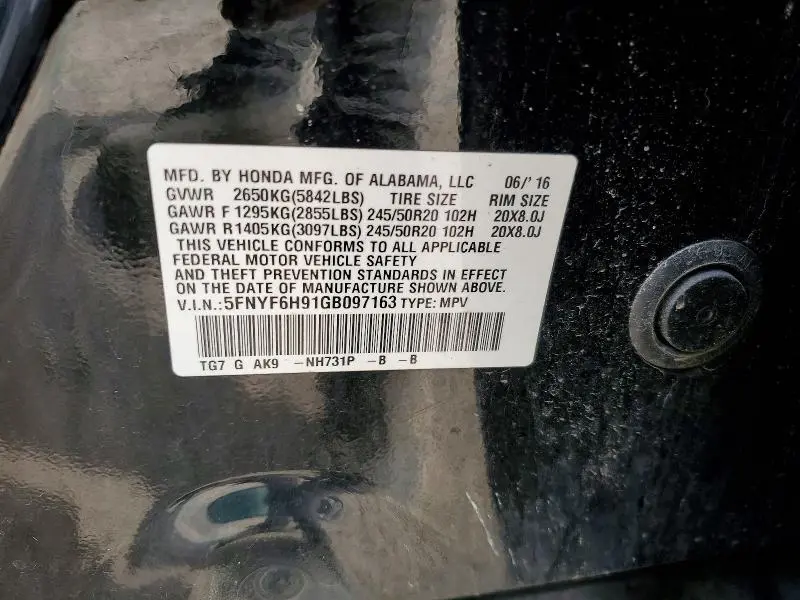 MFD. BY HONDA MFG. OF ALABAMA, LLC 06/' 16
GVWR 2650KG(5842LBS) TIRE SIZE RIM SIZE
GAWR F 1295KG(2855LBS) 245/50R20 102H 20X8.0J
GAWR R1405KG(3097LBS) 245/50R20 102H 20X8.0J
THIS VEHICLE CONFORMS TO ALL APPLICABLE
FEDERAL MOTOR VEHICLE SAFETY
AND THEFT PREVENTION STANDARDS IN EFFECT
ON THE DATE OF MANUFACTURE SHOWN ABOVE.
V.I.N.: 5FNYF6H91GB097163 TYPE: MPV
TG7 G AK9 -NH731P -B -B